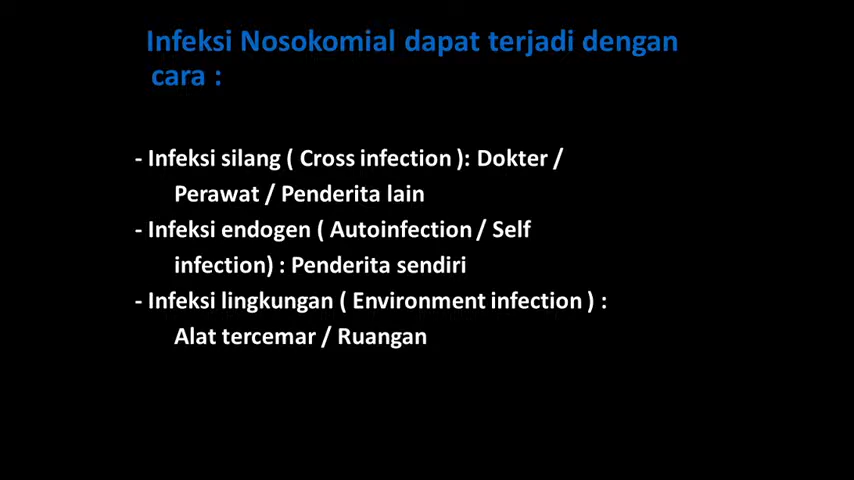 Infeksi Nosokomial dapat terjadi dengan
cara :
- Infeksi silang ( Cross infection ): Dokter /
Perawat / Penderita lain
- Infeksi endogen ( Autoinfection / Self
infection) : Penderita sendiri
- Infeksi lingkungan ( Environment infection ) :
Alat tercemar / Ruangan